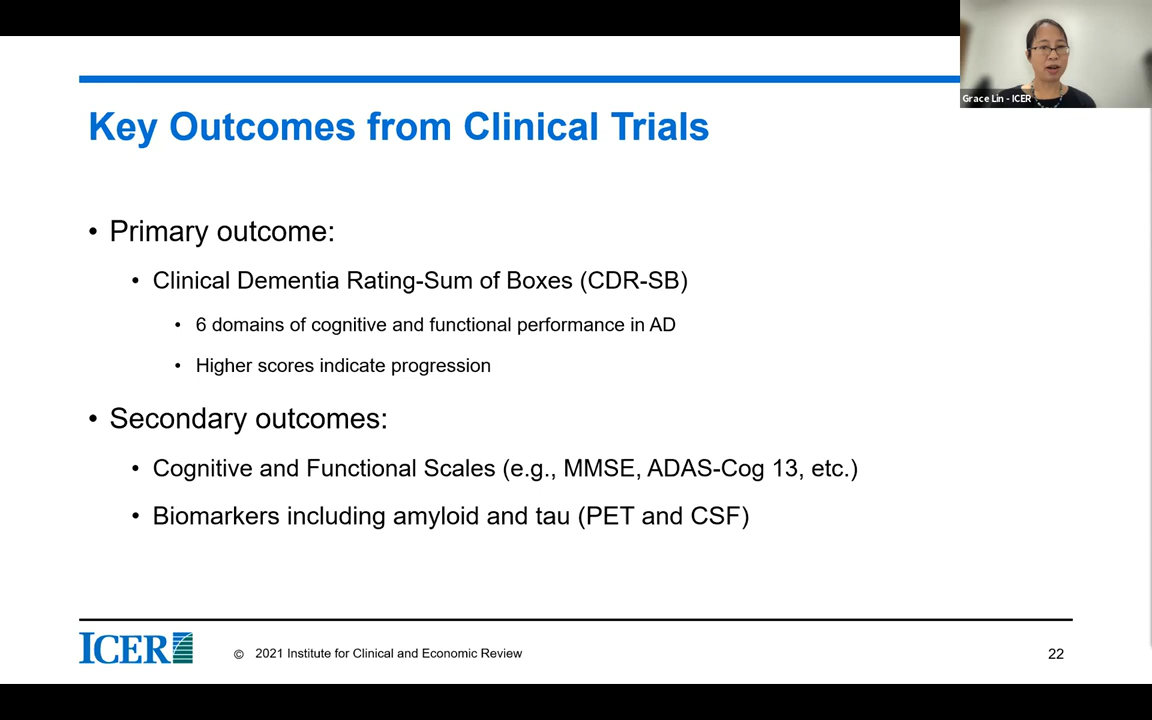 Grace Lin - ICER
Key Outcomes from Clinical Trials
• Primary outcome:
• Clinical Dementia Rating-Sum of Boxes (CDR-SB)
• 6 domains of cognitive and functional performance in AD
• Higher scores indicate progression
• Secondary outcomes:
• Cognitive and Functional Scales (e.g., MMSE, ADAS-Cog 13, etc.)
• Biomarkers including amyloid and tau (PET and CSF)
ICER
© 2021 Institute for Clinical and Economic Review
22